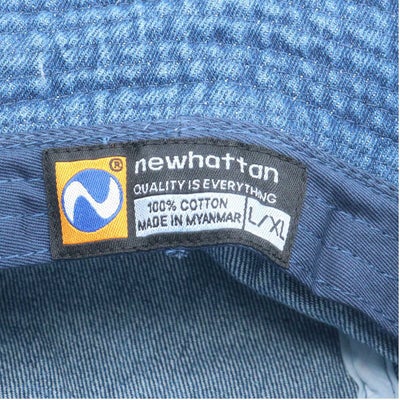 ®
newhattan
QUALITY IS EVERYTHING
100% COTTON
MADE IN MYANMAR
L/XL